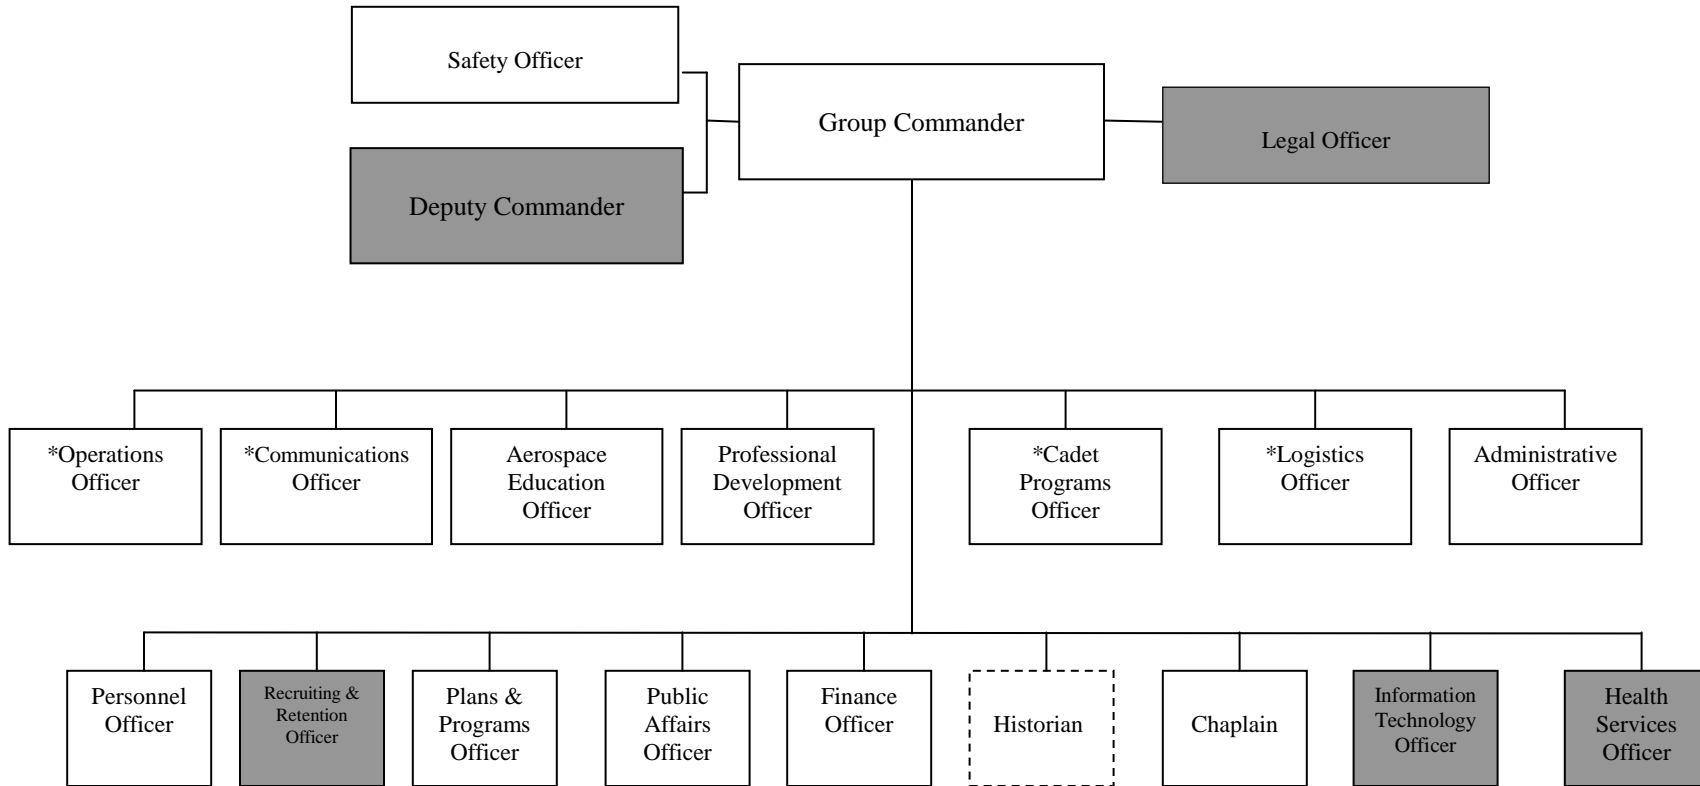 Safety Officer
Group Commander
Legal Officer
Deputy Commander
*Operations
Officer
*Communications
Officer
Aerospace
Education
Officer
Professional
Development
Officer
*Cadet
Programs
Officer
*Logistics
Officer
Administrative
Officer
Personnel
Officer
Recruiting &
Retention
Officer
Plans &
Programs
Officer
Public
Affairs
Officer
Finance
Officer
Historian
Chaplain
Information
Technology
Officer
Health
Services
Officer